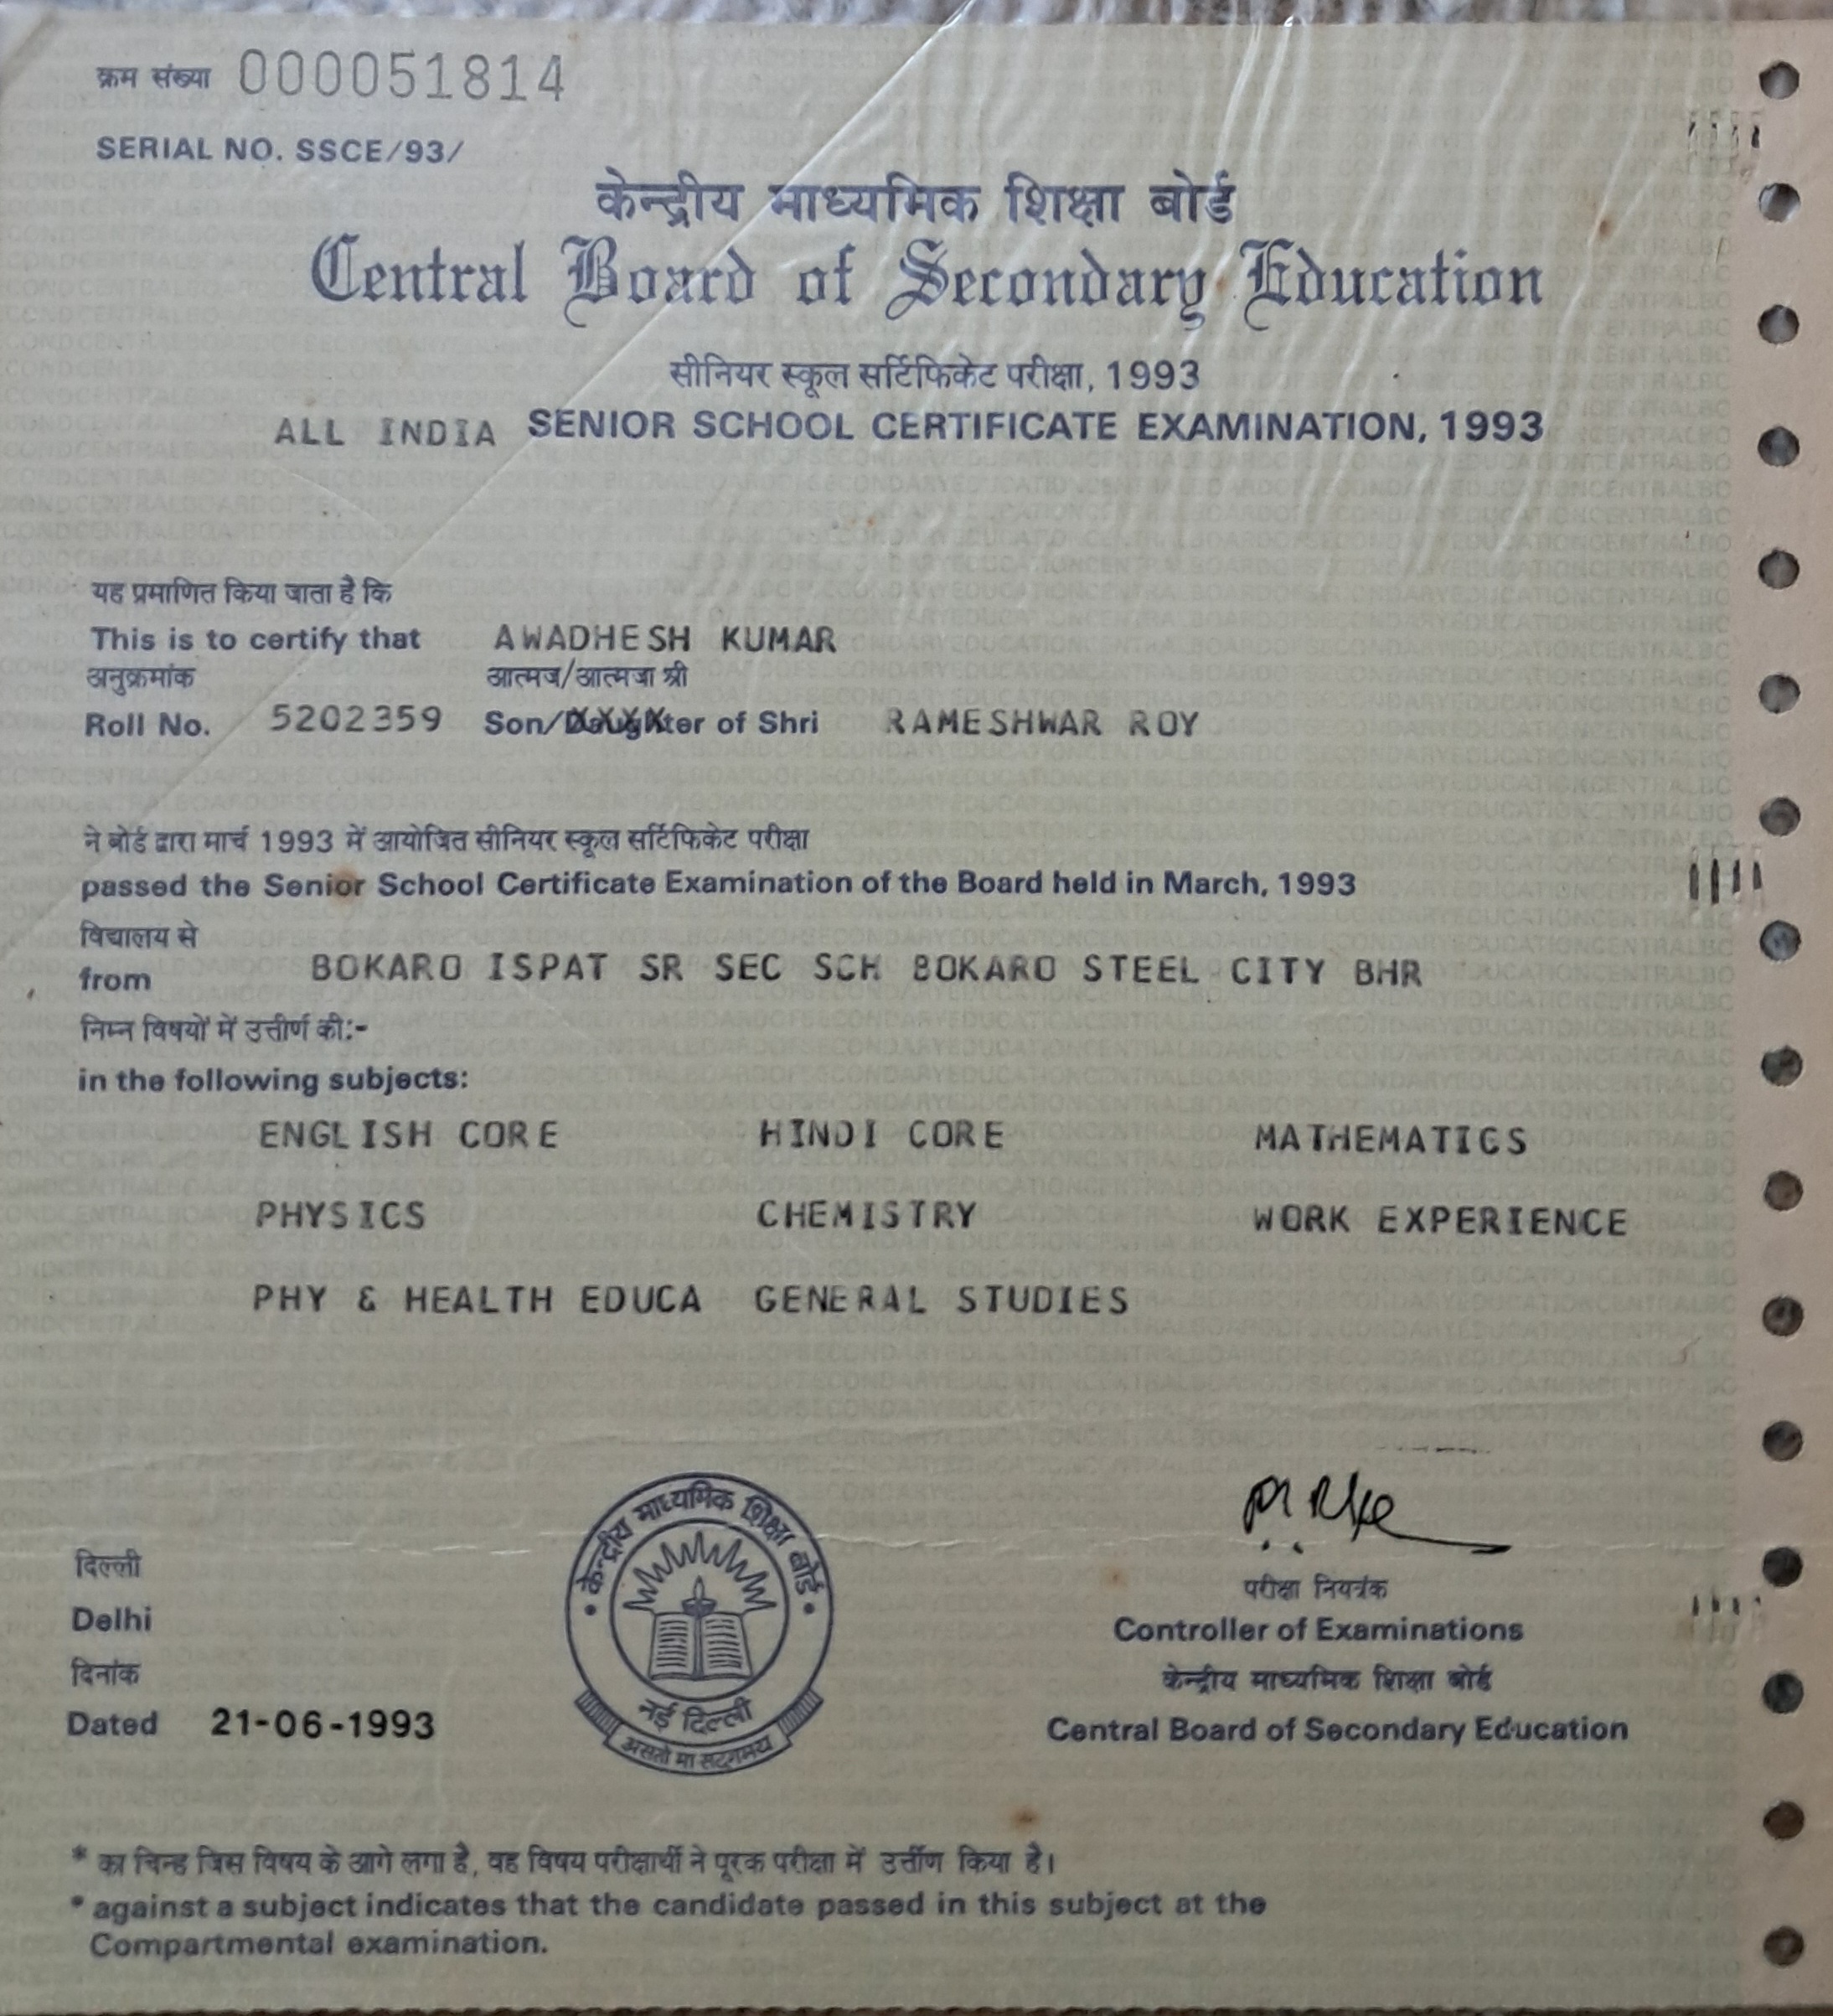 क्रम संख्या 000051814
SERIAL NO. SSCE/93/
केन्द्रीय माध्यमिक शिक्षा बोर्ड
Central Board of Secondary Education
सीनियर स्कूल सर्टिफिकेट परीक्षा, 1993
ALL INDIA SENIOR SCHOOL CERTIFICATE EXAMINATION, 1993
यह प्रमाणित किया जाता है कि
This is to certify that AWADHESH KUMAR
अनुक्रमांक आत्मज/आत्मजा श्री
Roll No. 5202359 Son/Daughter of Shri RAMESHWAR ROY
ने बोर्ड द्वारा मार्च 1993 में आयोजित सीनियर स्कूल सर्टिफिकेट परीक्षा
passed the Senior School Certificate Examination of the Board held in March, 1993
विद्यालय से
from BOKARO ISPAT SR SEC SCH BOKARO STEEL CITY BHR
निम्न विषयों में उत्तीर्ण की:-
in the following subjects:
ENGLISH CORE HINDI CORE MATHEMATICS
PHYSICS CHEMISTRY WORK EXPERIENCE
PHY & HEALTH EDUCA GENERAL STUDIES
केन्द्रीय माध्यमिक शिक्षा बोर्ड
नई दिल्ली
असतो मा सद्गमय
दिल्ली
Delhi
दिनांक
Dated 21-06-1993
परीक्षा नियत्रंक
Controller of Examinations
केन्द्रीय माध्यमिक शिक्षा बोर्ड
Central Board of Secondary Education
* का चिन्ह जिस विषय के आगे लगा है, वह विषय परीक्षार्थी ने पूरक परीक्षा में उर्त्तीण किया है।
* against a subject indicates that the candidate passed in this subject at the
Compartmental examination.